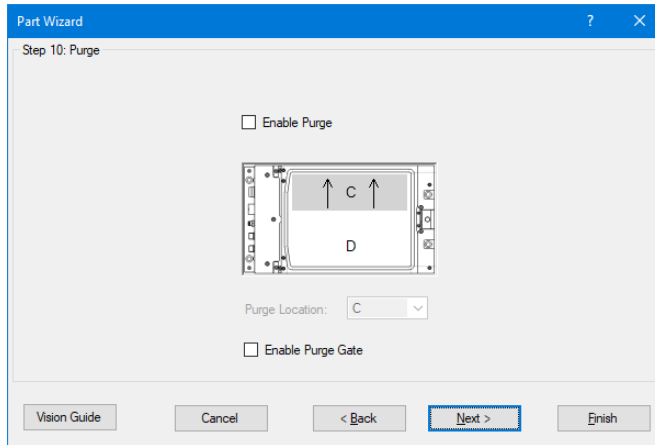 Part Wizard
Step 10: Purge
Enable Purge
C
D
Purge Location: C
Enable Purge Gate
Vision Guide Cancel < Back Next > Finish